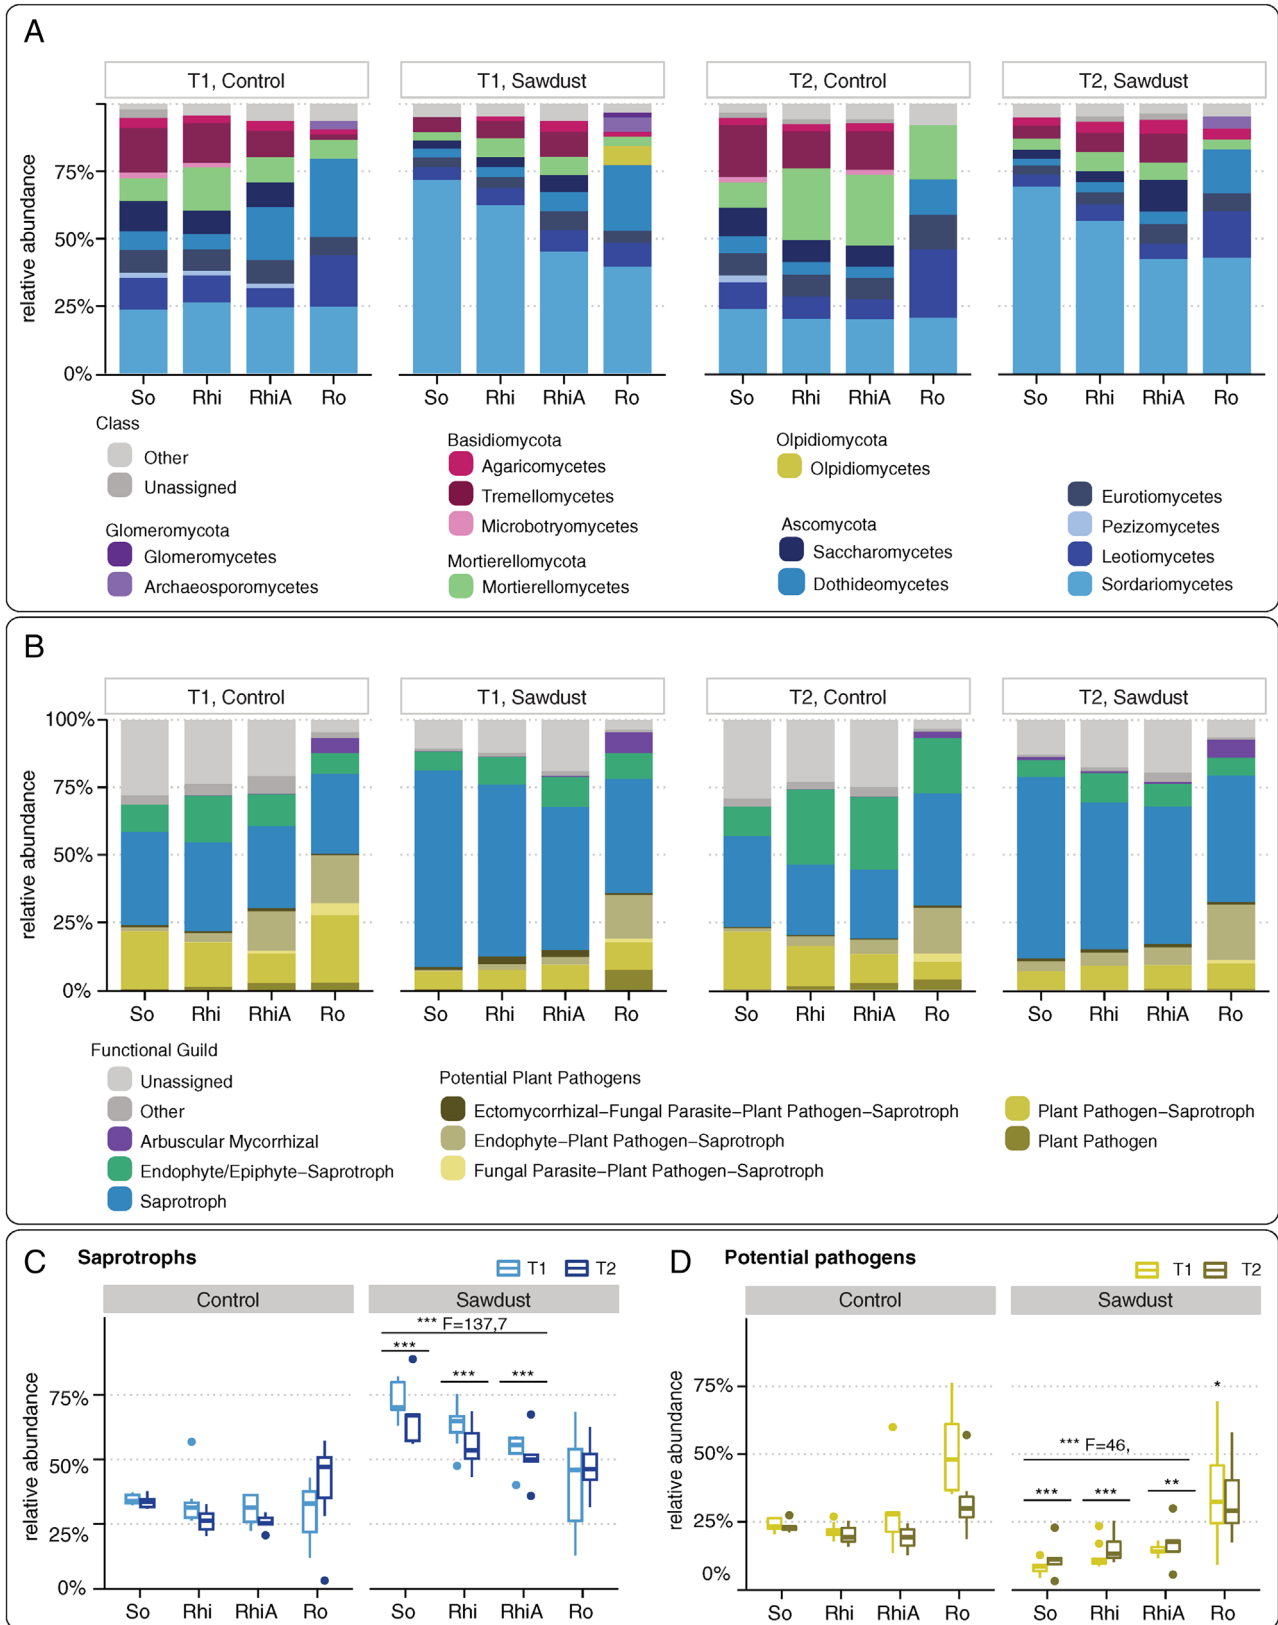 A
T1, Control
T1, Sawdust
T2, Control
T2, Sawdust
relative abundance
75%
50%
25%
0%
So Rhi RhiA Ro
So Rhi RhiA Ro
So Rhi RhiA Ro
So Rhi RhiA Ro
Class
Other
Unassigned
Glomeromycota
Glomeromycetes
Archaeosporomycetes
Basidiomycota
Agaricomycetes
Tremellomycetes
Microbotryomycetes
Mortierellomycota
Mortierellomycetes
Olpidiomycota
Olpidiomycetes
Ascomycota
Saccharomycetes
Dothideomycetes
Eurotiomycetes
Pezizomycetes
Leotiomycetes
Sordariomycetes
B
T1, Control
T1, Sawdust
T2, Control
T2, Sawdust
relative abundance
100%
75%
50%
25%
0%
So Rhi RhiA Ro
So Rhi RhiA Ro
So Rhi RhiA Ro
So Rhi RhiA Ro
Functional Guild
Unassigned
Other
Arbuscular Mycorrhizal
Endophyte/Epiphyte–Saprotroph
Saprotroph
Potential Plant Pathogens
Ectomycorrhizal–Fungal Parasite–Plant Pathogen–Saprotroph
Endophyte–Plant Pathogen–Saprotroph
Fungal Parasite–Plant Pathogen–Saprotroph
Plant Pathogen–Saprotroph
Plant Pathogen
C
Saprotrophs
T1 T2
Control
Sawdust
*** F=137,7
***
***
***
relative abundance
75%
50%
25%
0%
So Rhi RhiA Ro
So Rhi RhiA Ro
D
Potential pathogens
T1 T2
Control
Sawdust
*
*** F=46,
***
***
**
relative abundance
75%
50%
25%
0%
So Rhi RhiA Ro
So Rhi RhiA Ro